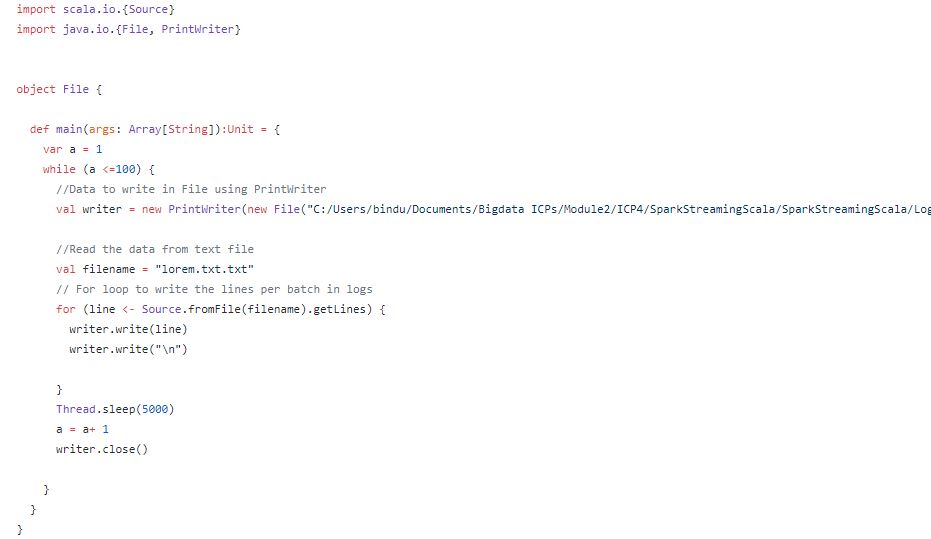 import scala.io.{Source}
import java.io.{File, PrintWriter}
object File {
def main(args: Array[String]):Unit = {
var a = 1
while (a <=100) {
//Data to write in File using PrintWriter
val writer = new PrintWriter(new File("C:/Users/bindu/Documents/Bigdata ICPs/Module2/ICP4/SparkStreamingScala/SparkStreamingScala/Log
//Read the data from text file
val filename = "lorem.txt.txt"
// For loop to write the lines per batch in logs
for (line <- Source.fromFile(filename).getLines) {
writer.write(line)
writer.write("\n")
}
Thread.sleep(5000)
a = a+ 1
writer.close()
}
}
}